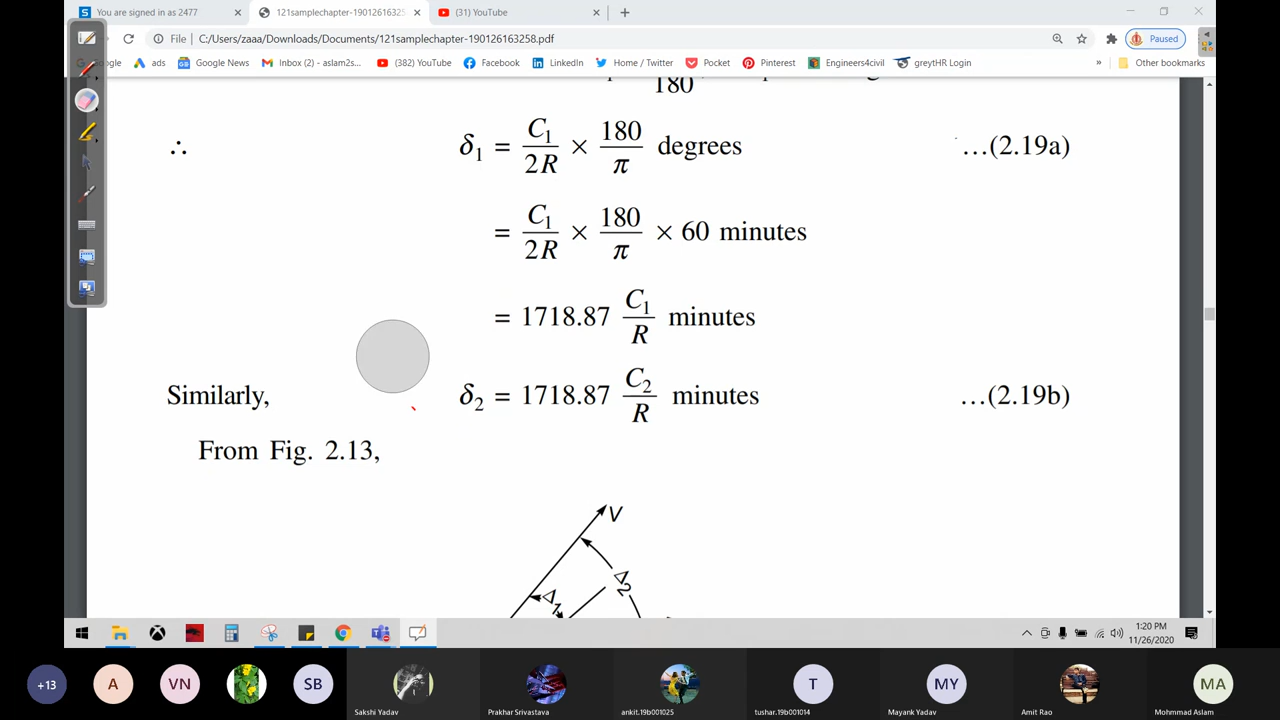 You are signed in as 2477
121samplechapter-19012616325
(31) YouTube
File
C:/Users/zaaa/Downloads/Documents/121samplechapter-190126163258.pdf
Paused
ads
Google News
Inbox (2) - aslam2s...
(382) YouTube
Facebook
LinkedIn
Home / Twitter
Pocket
Pinterest
Engineers4civil
greytHR Login
»
Other bookmarks
180
∴ δ₁ = C₁/2R × 180/π degrees …(2.19a)
= C₁/2R × 180/π × 60 minutes
= 1718.87 C₁/R minutes
Similarly, δ₂ = 1718.87 C₂/R minutes …(2.19b)
From Fig. 2.13,
V
Δ₂
Δ₁
1:20 PM
11/26/2020
+13
A
VN
SB
T
MY
MA
Sakshi Yadav
Prakhar Srivastava
ankit.19b001025
tushar.19b001014
Mayank Yadav
Amit Rao
Mohmmad Aslam